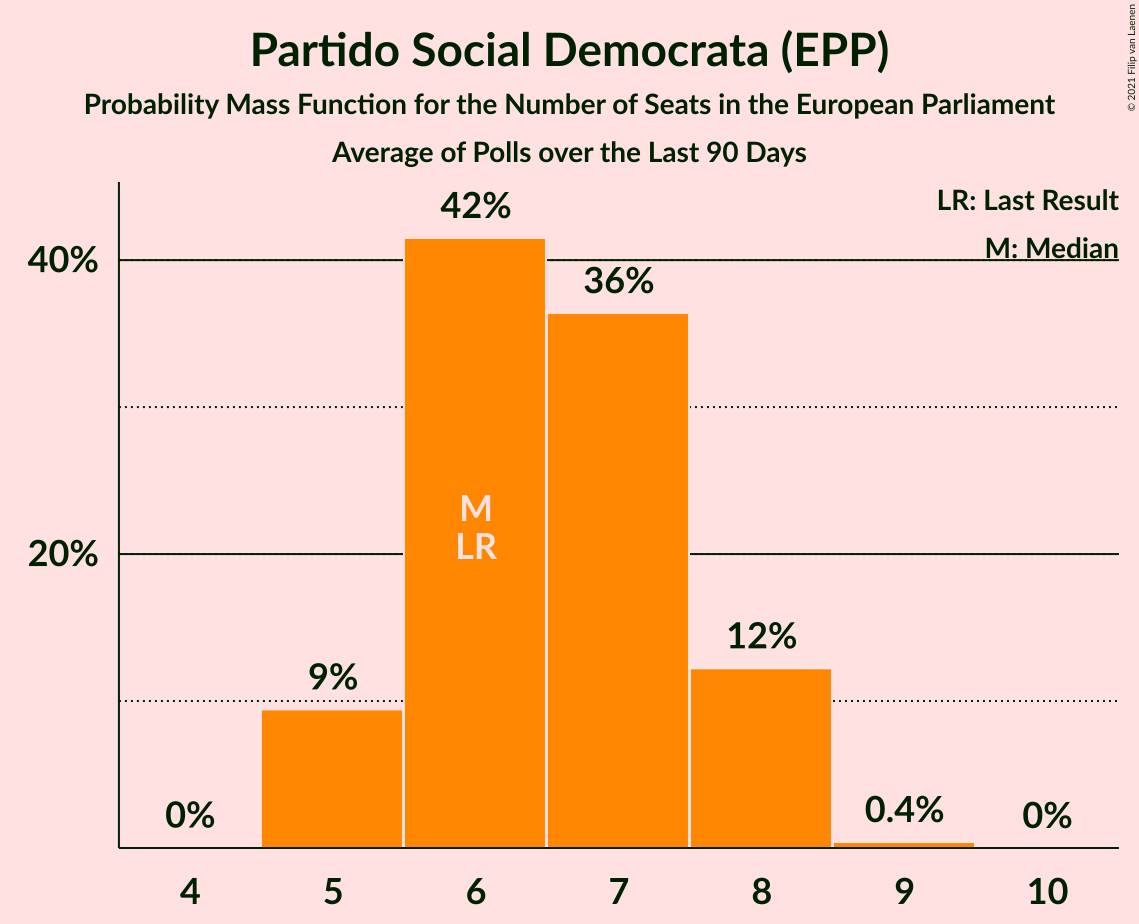 Partido Social Democrata (EPP)
Probability Mass Function for the Number of Seats in the European Parliament
Average of Polls over the Last 90 Days
© 2021 Filip van Laenen
LR: Last Result
M: Median
42%
40%
36%
M
LR
20%
12%
9%
0%
0.4%
0%
4 5 6 7 8 9 10